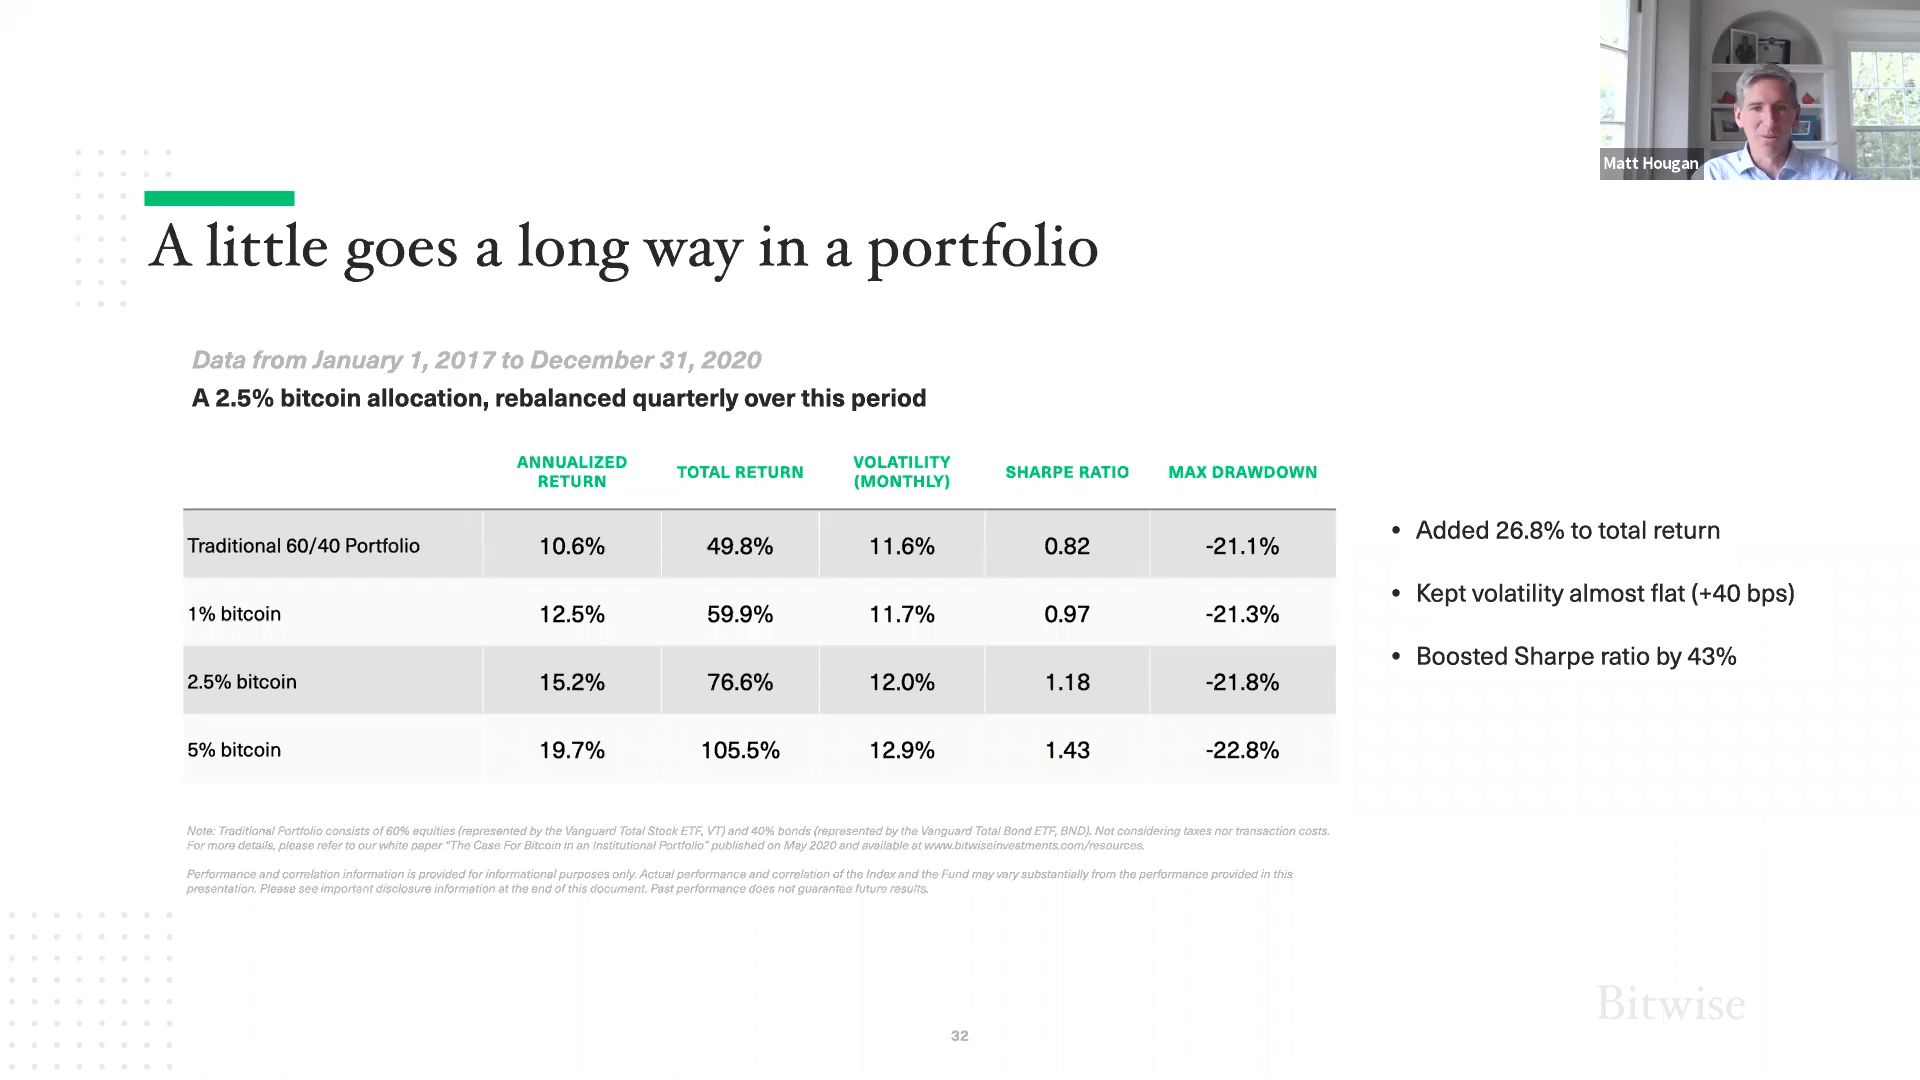 Matt Hougan
A little goes a long way in a portfolio
Data from January 1, 2017 to December 31, 2020
A 2.5% bitcoin allocation, rebalanced quarterly over this period
ANNUALIZED RETURN TOTAL RETURN VOLATILITY (MONTHLY) SHARPE RATIO MAX DRAWDOWN
Traditional 60/40 Portfolio 10.6% 49.8% 11.6% 0.82 -21.1%
1% bitcoin 12.5% 59.9% 11.7% 0.97 -21.3%
2.5% bitcoin 15.2% 76.6% 12.0% 1.18 -21.8%
5% bitcoin 19.7% 105.5% 12.9% 1.43 -22.8%
• Added 26.8% to total return
• Kept volatility almost flat (+40 bps)
• Boosted Sharpe ratio by 43%
Note: Traditional Portfolio consists of 60% equities (represented by the Vanguard Total Stock ETF, VT) and 40% bonds (represented by the Vanguard Total Bond ETF, BND). Not considering taxes nor transaction costs.
For more details, please refer to our white paper “The Case For Bitcoin in an Institutional Portfolio” published on May 2020 and available at www.bitwiseinvestments.com/resources.
Performance and correlation information is provided for informational purposes only. Actual performance and correlation of the Index and the Fund may vary substantially from the performance provided in this
presentation. Please see important disclosure information at the end of this document. Past performance does not guarantee future results.
Bitwise
32